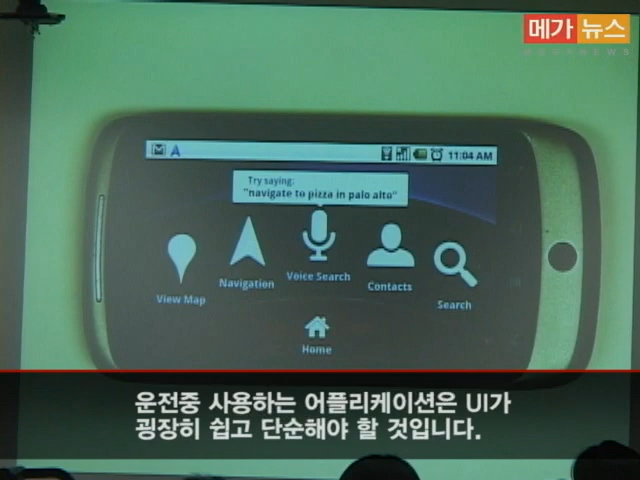 메가 뉴스
MEGA NEWS
11:04 AM
Try saying:
"navigate to pizza in palo alto"
View Map
Navigation
Voice Search
Contacts
Search
Home
운전중 사용하는 어플리케이션은 UI가
굉장히 쉽고 단순해야 할 것입니다.